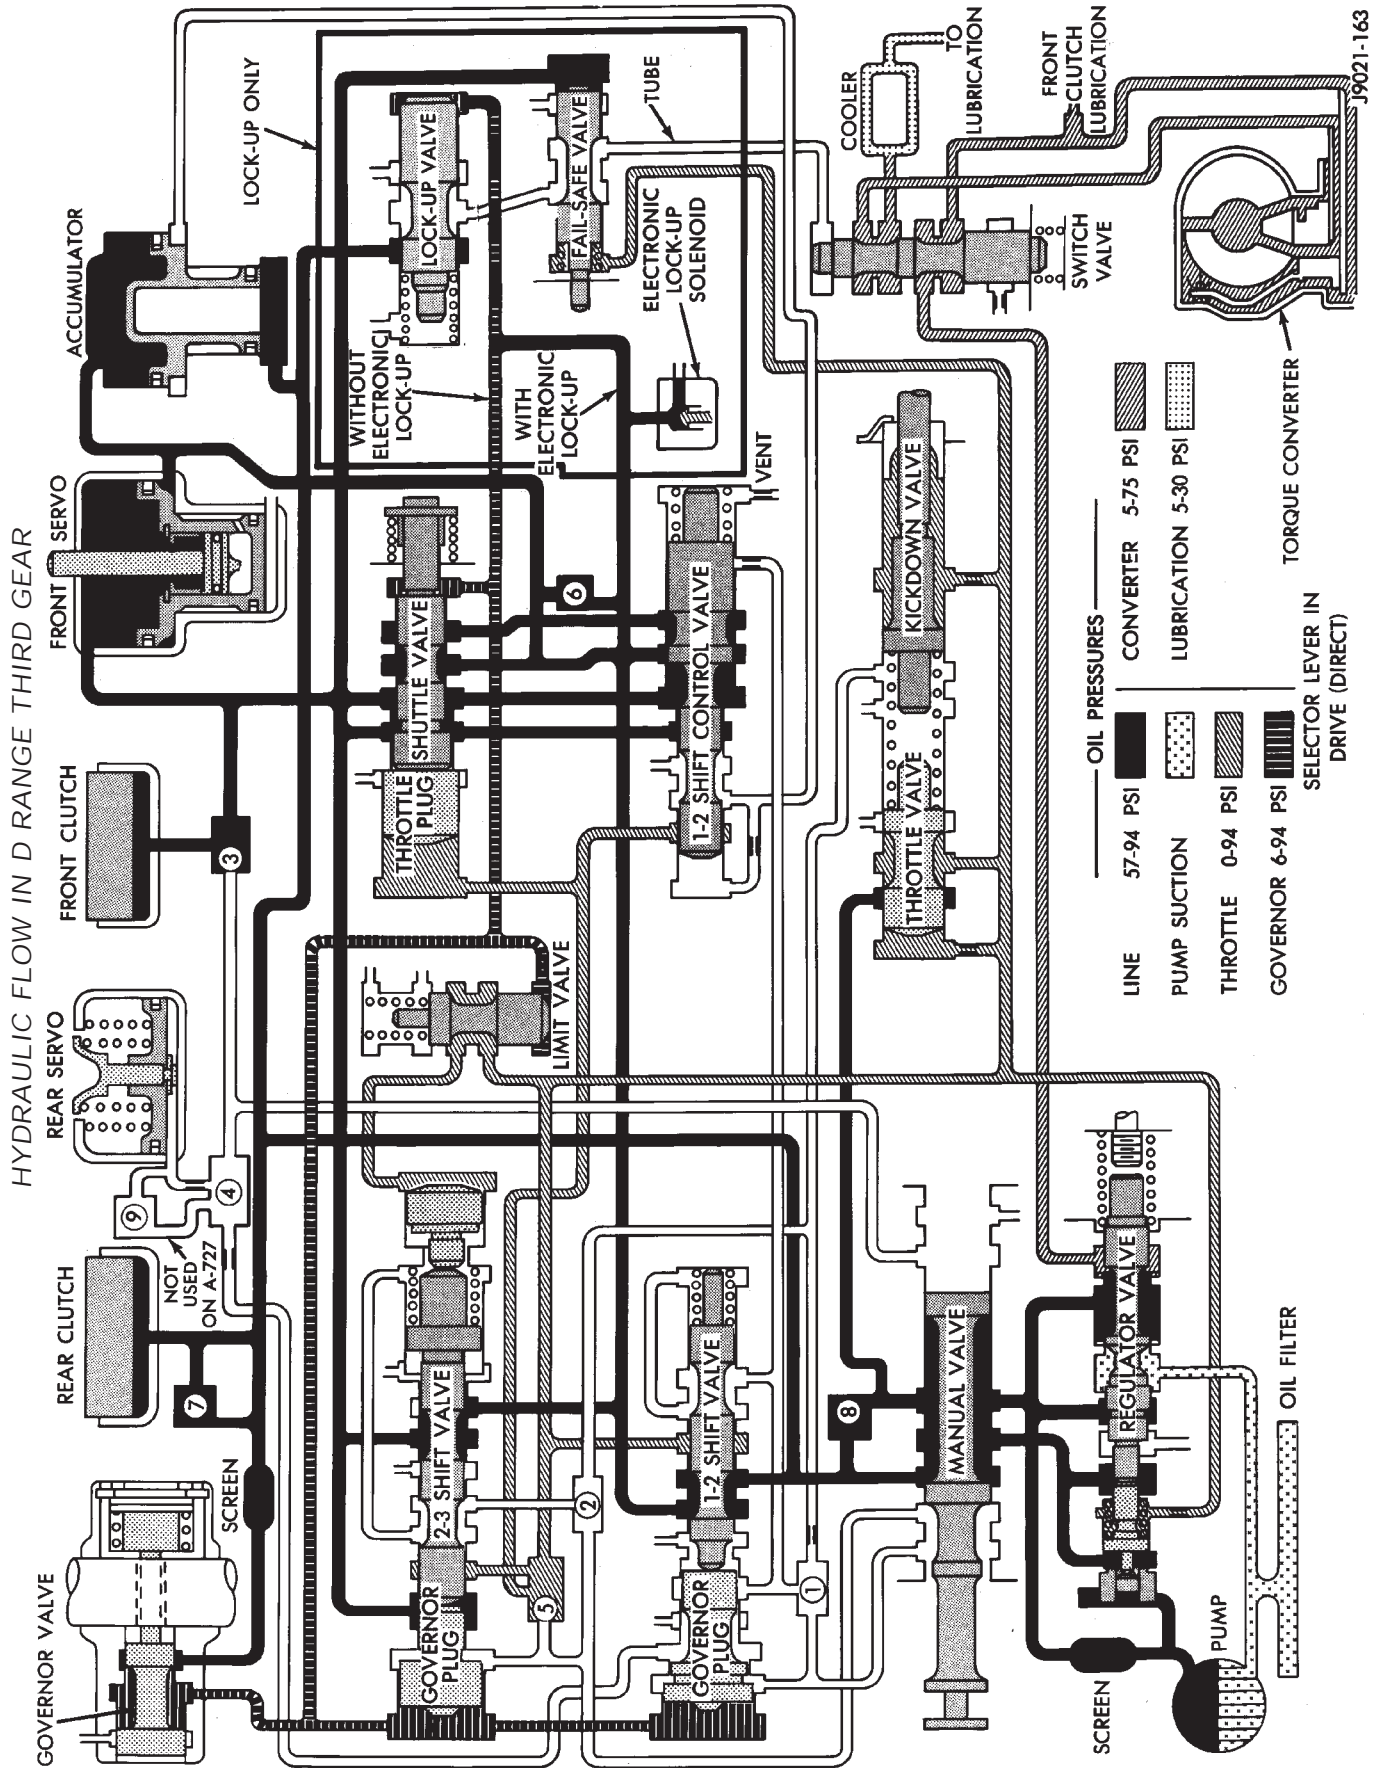 HYDRAULIC FLOW IN D RANGE THIRD GEAR
GOVERNOR VALVE
SCREEN
REAR CLUTCH
7
NOT
USED
ON A-727
9
4
REAR SERVO
FRONT CLUTCH
3
FRONT SERVO
ACCUMULATOR
LOCK-UP ONLY
GOVERNOR
PLUG
2-3 SHIFT VALVE
5
2
LIMIT VALVE
THROTTLE
PLUG
SHUTTLE VALVE
6
WITHOUT
ELECTRONIC
LOCK-UP
LOCK-UP VALVE
WITH
ELECTRONIC
LOCK-UP
FAIL-SAFE VALVE
ELECTRONIC
LOCK-UP
SOLENOID
TUBE
GOVERNOR
PLUG
1-2 SHIFT VALVE
1
1-2 SHIFT CONTROL VALVE
VENT
8
MANUAL VALVE
THROTTLE VALVE
KICKDOWN VALVE
SWITCH
VALVE
COOLER
TO
LUBRICATION
FRONT
CLUTCH
LUBRICATION
SCREEN
PUMP
REGULATOR VALVE
OIL FILTER
OIL PRESSURES
LINE 57-94 PSI
PUMP SUCTION
THROTTLE 0-94 PSI
GOVERNOR 6-94 PSI
CONVERTER 5-75 PSI
LUBRICATION 5-30 PSI
SELECTOR LEVER IN
DRIVE (DIRECT)
TORQUE CONVERTER
J9021-163